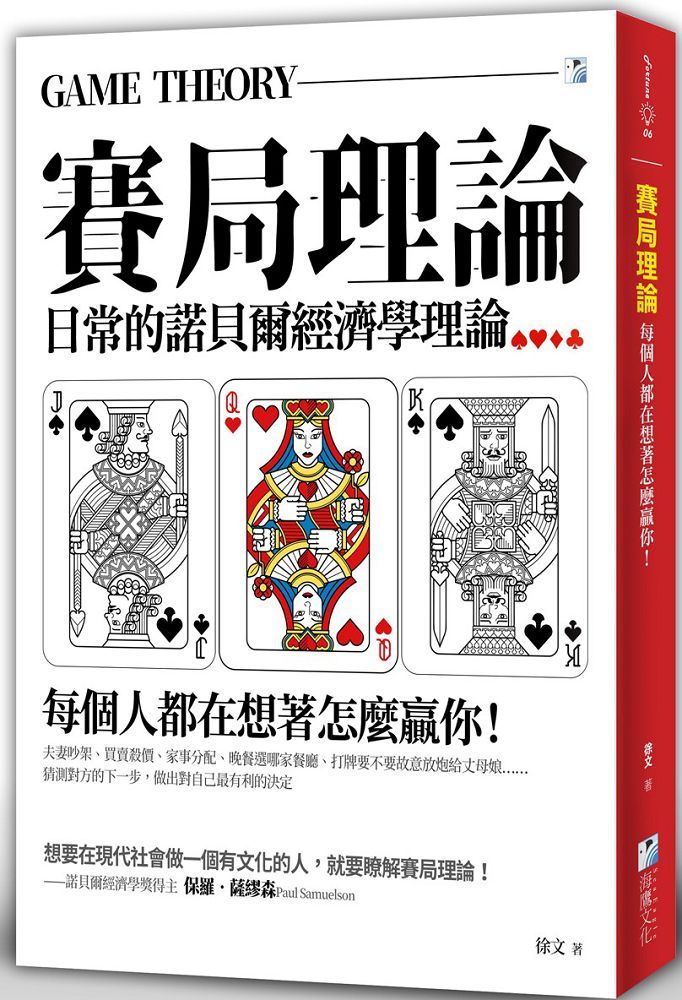 GAME THEORY
賽局理論
日常的諾貝爾經濟學理論
J
Q
K
J
Q
K
每個人都在想著怎麼贏你！
夫妻吵架、買賣殺價、家事分配、晚餐選哪家餐廳、打牌要不要故意放炮給丈母娘……
猜測對方的下一步，做出對自己最有利的決定
想要在現代社會做一個有文化的人，就要瞭解賽局理論！
——諾貝爾經濟學獎得主 保羅・薩繆森Paul Samuelson
徐文 著
Fortune
06
賽局理論
每個人都在想著怎麼贏你！
徐文 著
海鷹文化